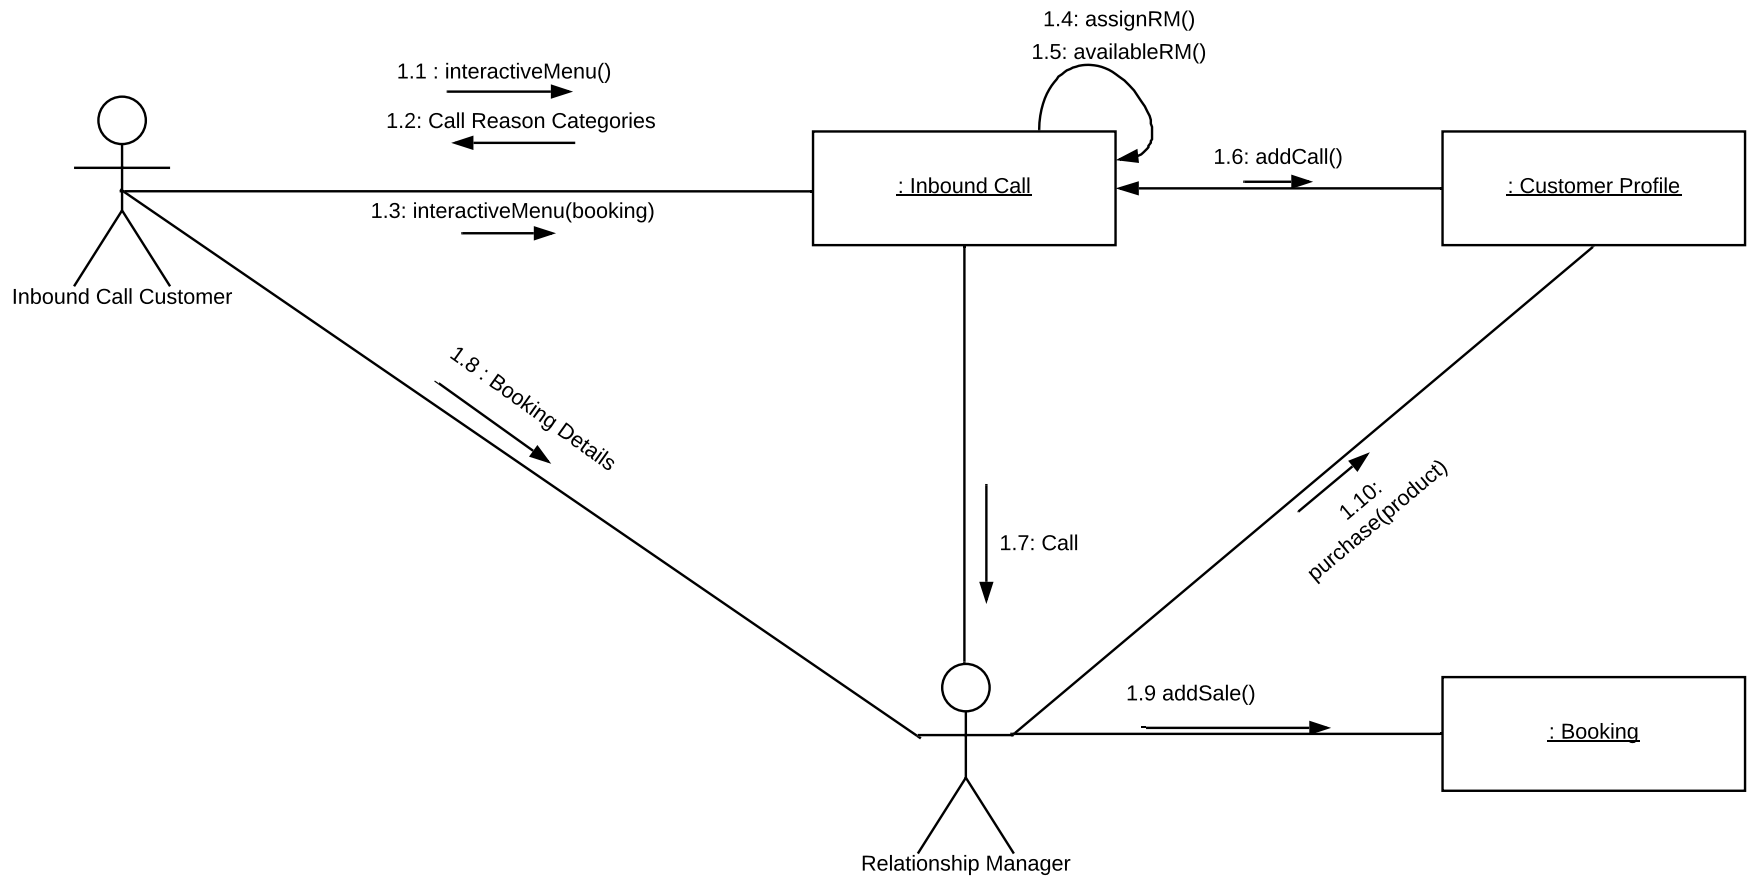 1.4: assignRM()
1.5: availableRM()
1.1 : interactiveMenu()
1.2: Call Reason Categories
1.6: addCall()
: Inbound Call
: Customer Profile
1.3: interactiveMenu(booking)
Inbound Call Customer
1.8 : Booking Details
1.10:
purchase(product)
1.7: Call
1.9 addSale()
: Booking
Relationship Manager